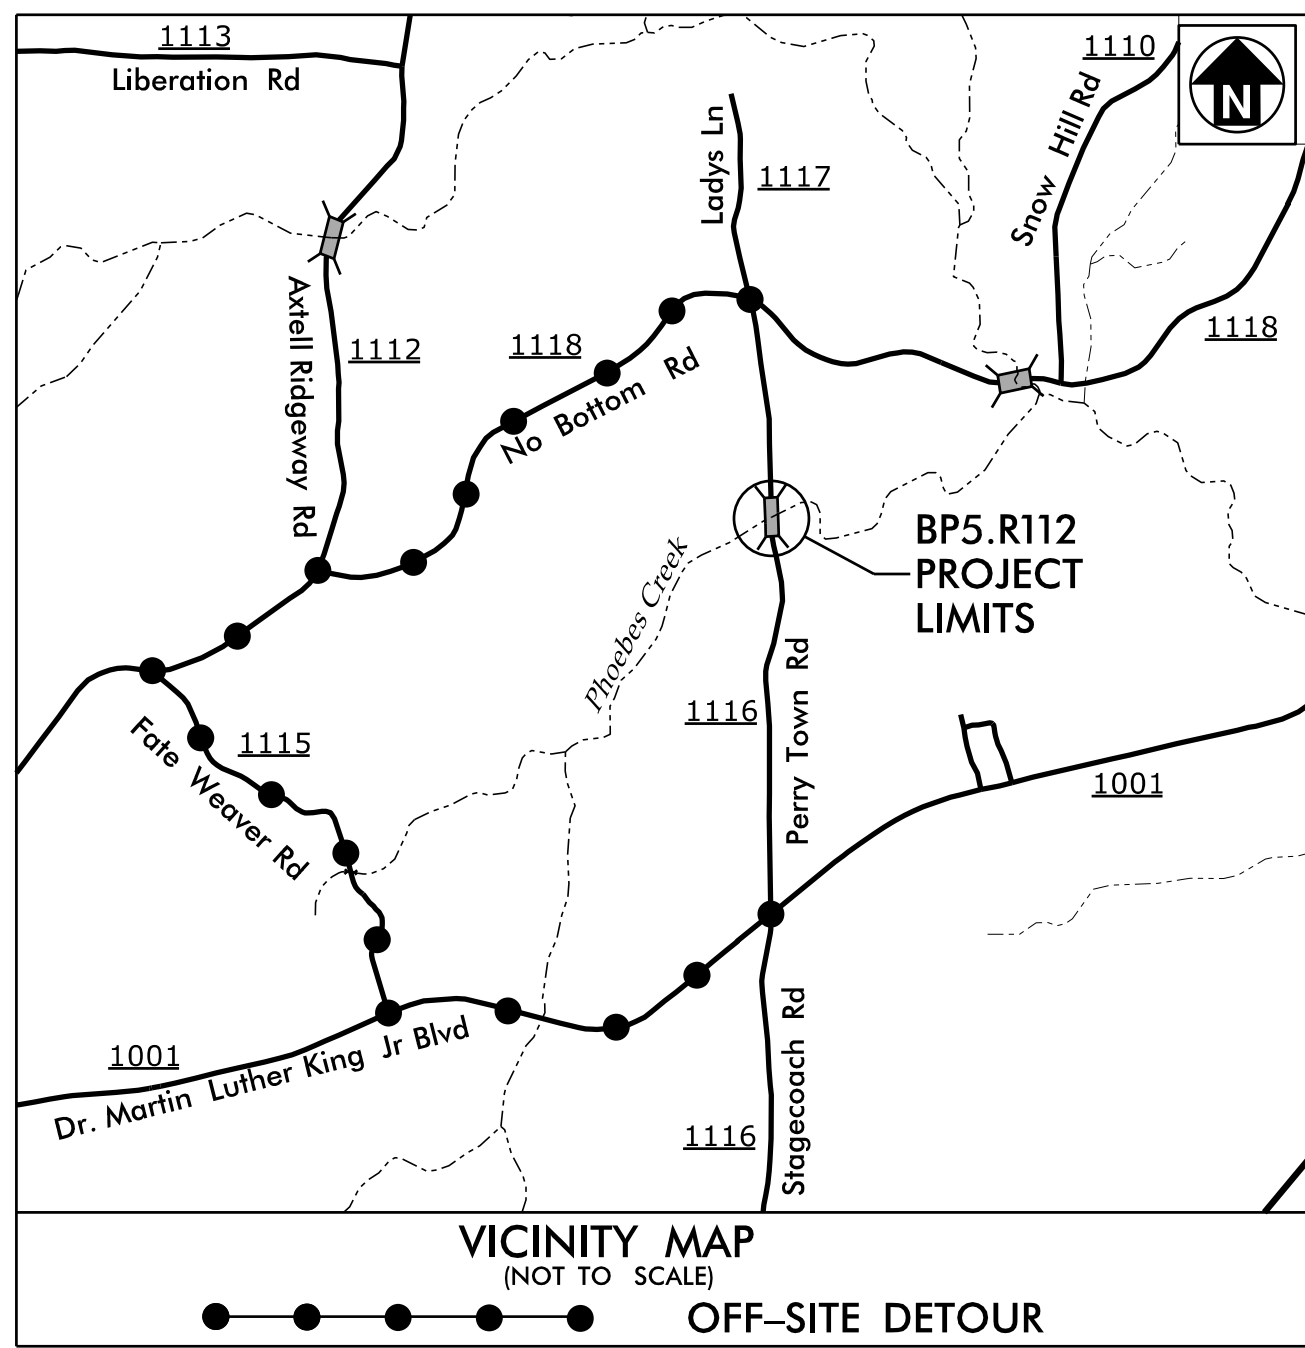 1113
Liberation Rd
1110
N
Snow Hill Rd
Ladys Ln
1117
Axtell Ridgeway Rd
1112
1118
No Bottom Rd
1118
BP5.R112
PROJECT
LIMITS
Phoebes Creek
1116
Perry Town Rd
Fate Weaver Rd
1115
1001
1001
Dr. Martin Luther King Jr Blvd
1116
Stagecoach Rd
VICINITY MAP
(NOT TO SCALE)
OFF–SITE DETOUR